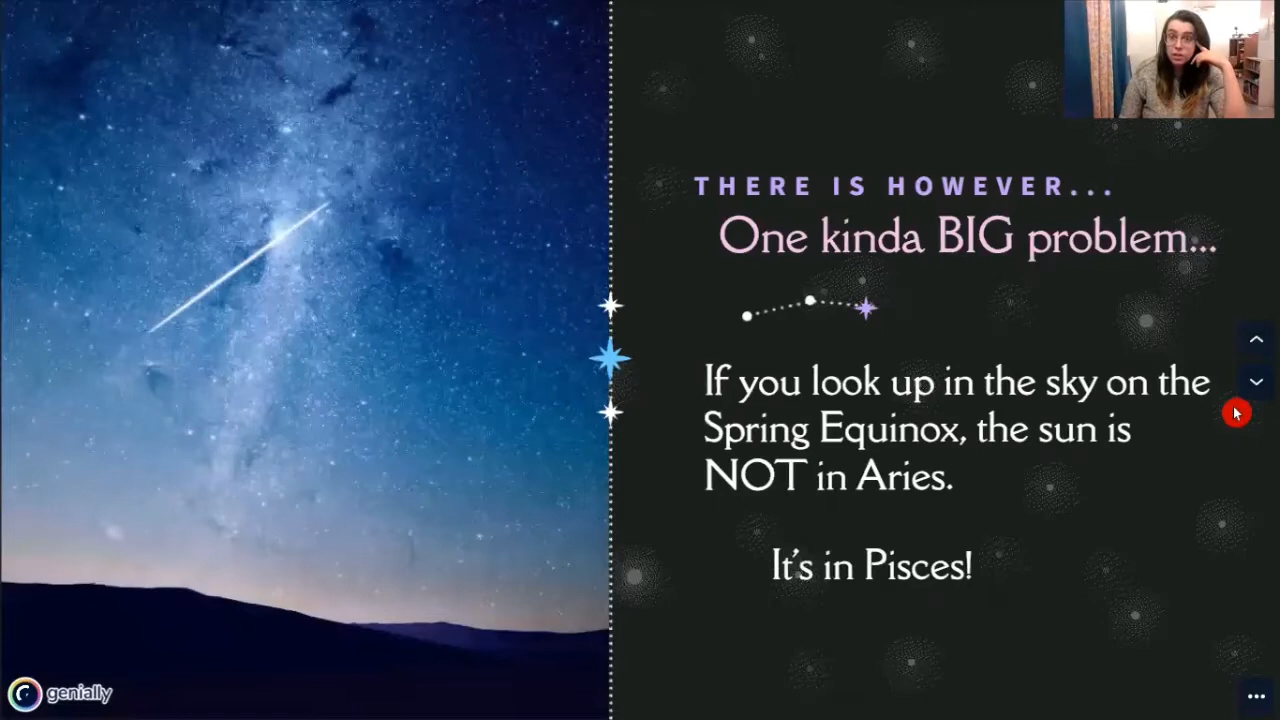 THERE IS HOWEVER...
One kinda BIG problem...
If you look up in the sky on the
Spring Equinox, the sun is
NOT in Aries.
It's in Pisces!
genially